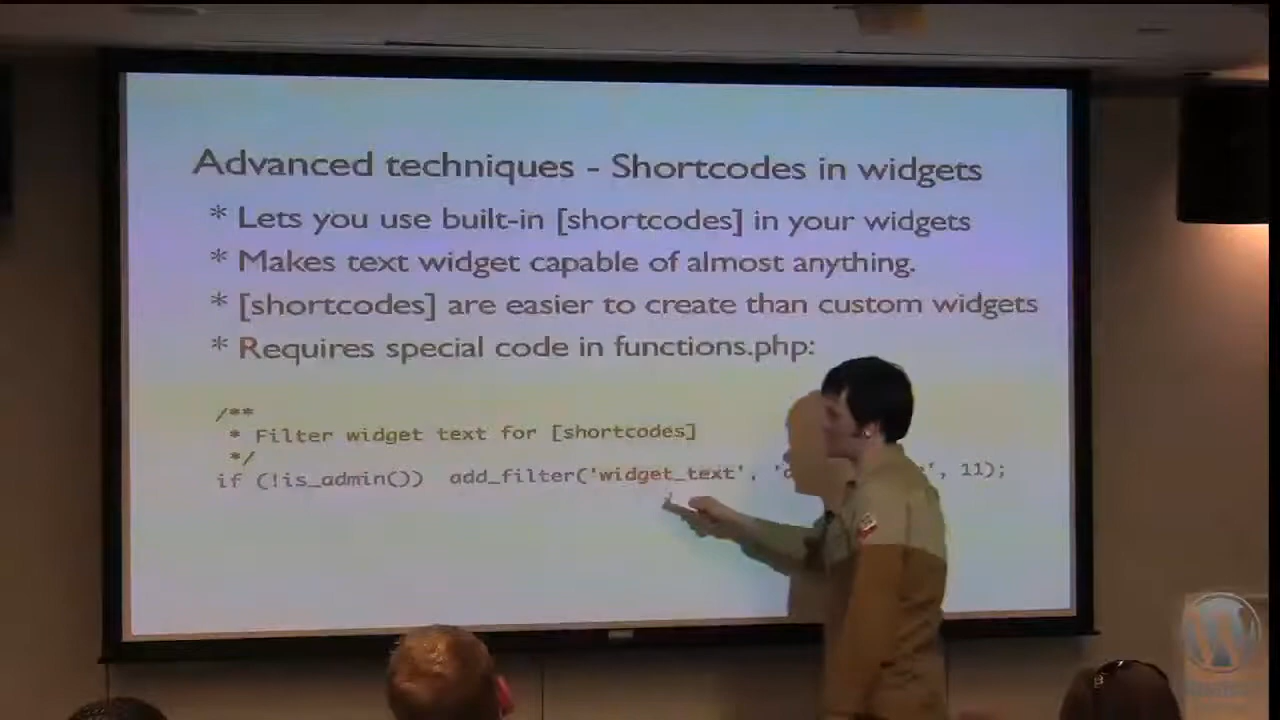 Advanced techniques - Shortcodes in widgets
* Lets you use built-in [shortcodes] in your widgets
* Makes text widget capable of almost anything.
* [shortcodes] are easier to create than custom widgets
* Requires special code in functions.php:
/**
* Filter widget text for [shortcodes]
*/
if (!is_admin()) add_filter('widget_text', ', 11);